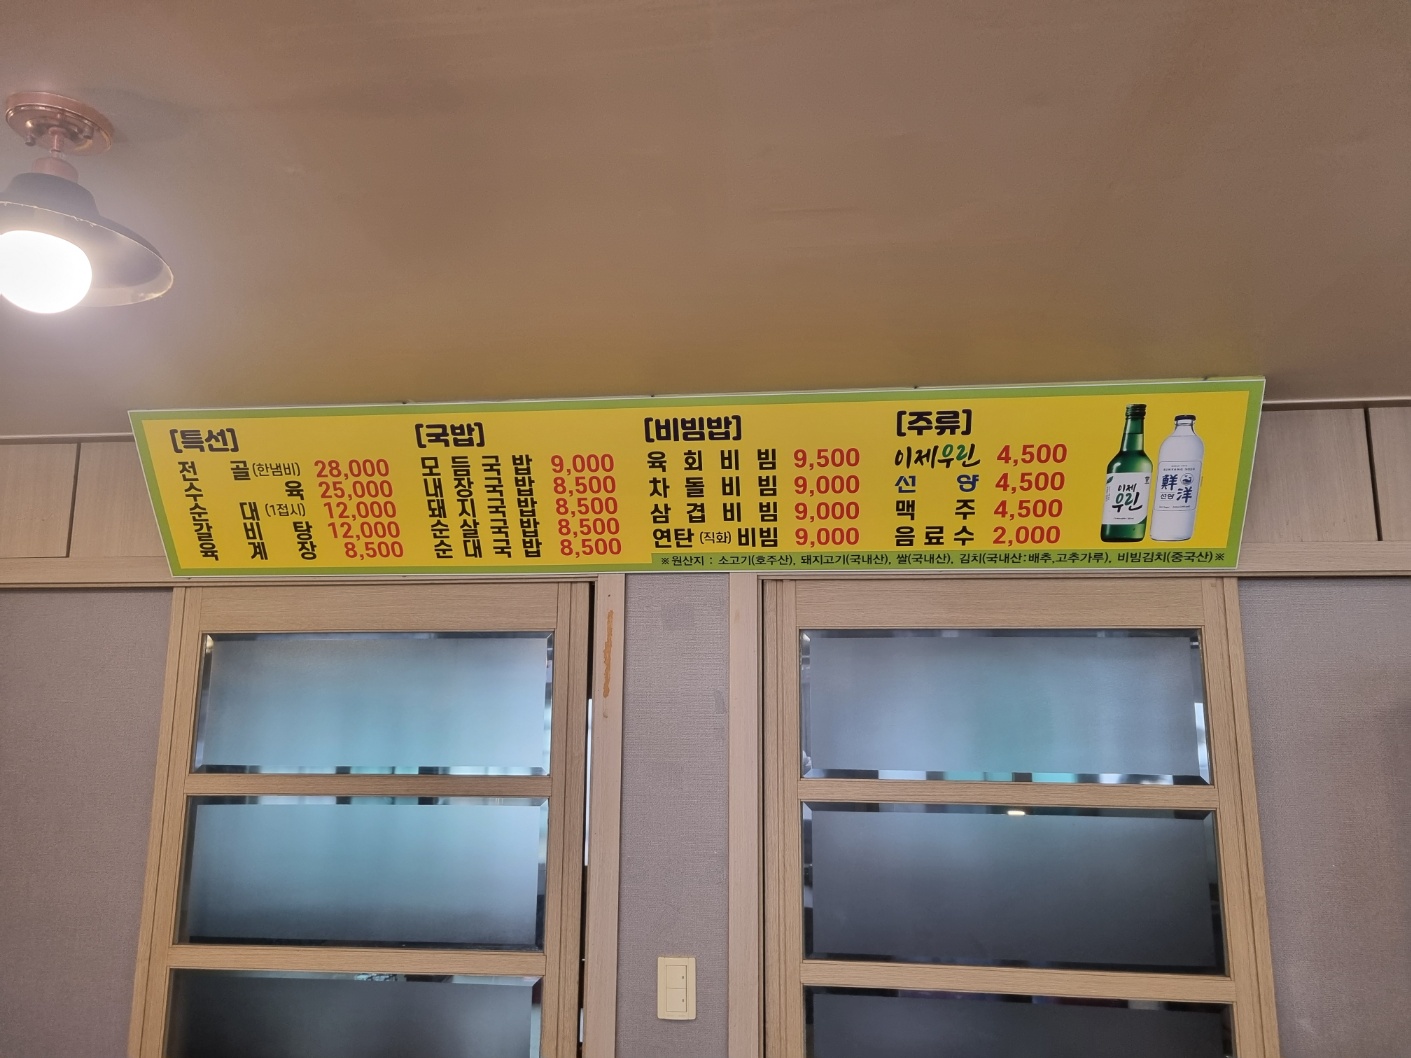 [특선]
전 골 (한냄비) 28,000
수 육 25,000
순 대 (1접시) 12,000
갈 비 탕 12,000
육 계 장 8,500
[국밥]
모 듬 국 밥 9,000
내 장 국 밥 8,500
돼 지 국 밥 8,500
순 살 국 밥 8,500
순 대 국 밥 8,500
[비빔밥]
육 회 비 빔 9,500
차 돌 비 빔 9,000
삼 겹 비 빔 9,000
연탄 (직화) 비빔 9,000
[주류]
이제우린 4,500
선 양 4,500
맥 주 4,500
음 료 수 2,000
이제
우린
鮮
洋
선양
※원산지 : 소고기(호주산), 돼지고기(국내산), 쌀(국내산), 김치(국내산:배추,고추가루), 비빔김치(중국산)※